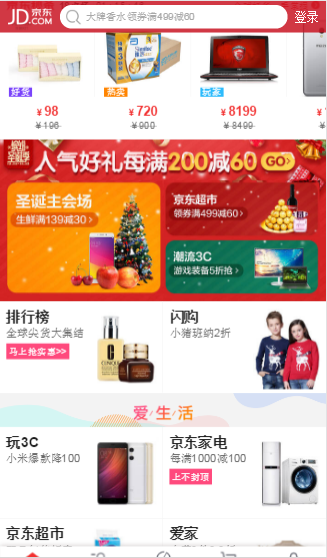 JD 京东
JD.COM
大牌香水领券满499减60
登录
好货
热卖
玩家
¥98
¥720
¥8199
¥196
¥900
¥8499
人气好礼每满200减60 GO>
圣诞主会场
生鲜满139减30>
京东超市
领券满499减60>
潮流3C
游戏装备5折抢>
排行榜
全球尖货大集结
马上抢实惠>>
闪购
小猪班纳2折
爱/生/活
玩3C
小米爆款降100
京东家电
每满1000减100
上不封顶
京东超市
爱家